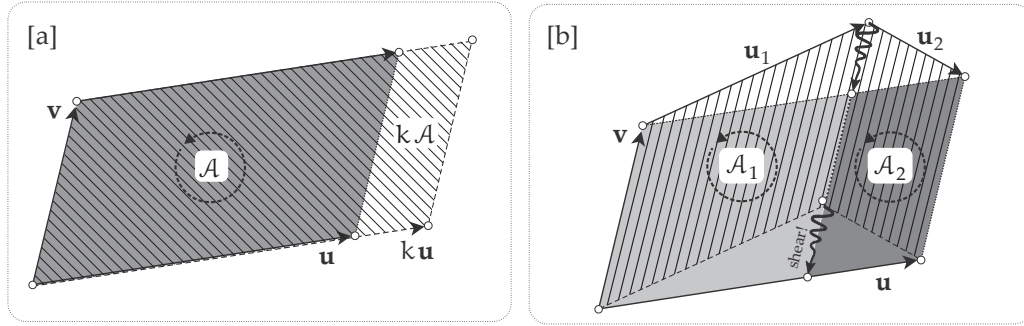 [a]
v
𝒜
k𝒜
u
ku
[b]
u₁
u₂
v
𝒜₁
𝒜₂
shear!
u